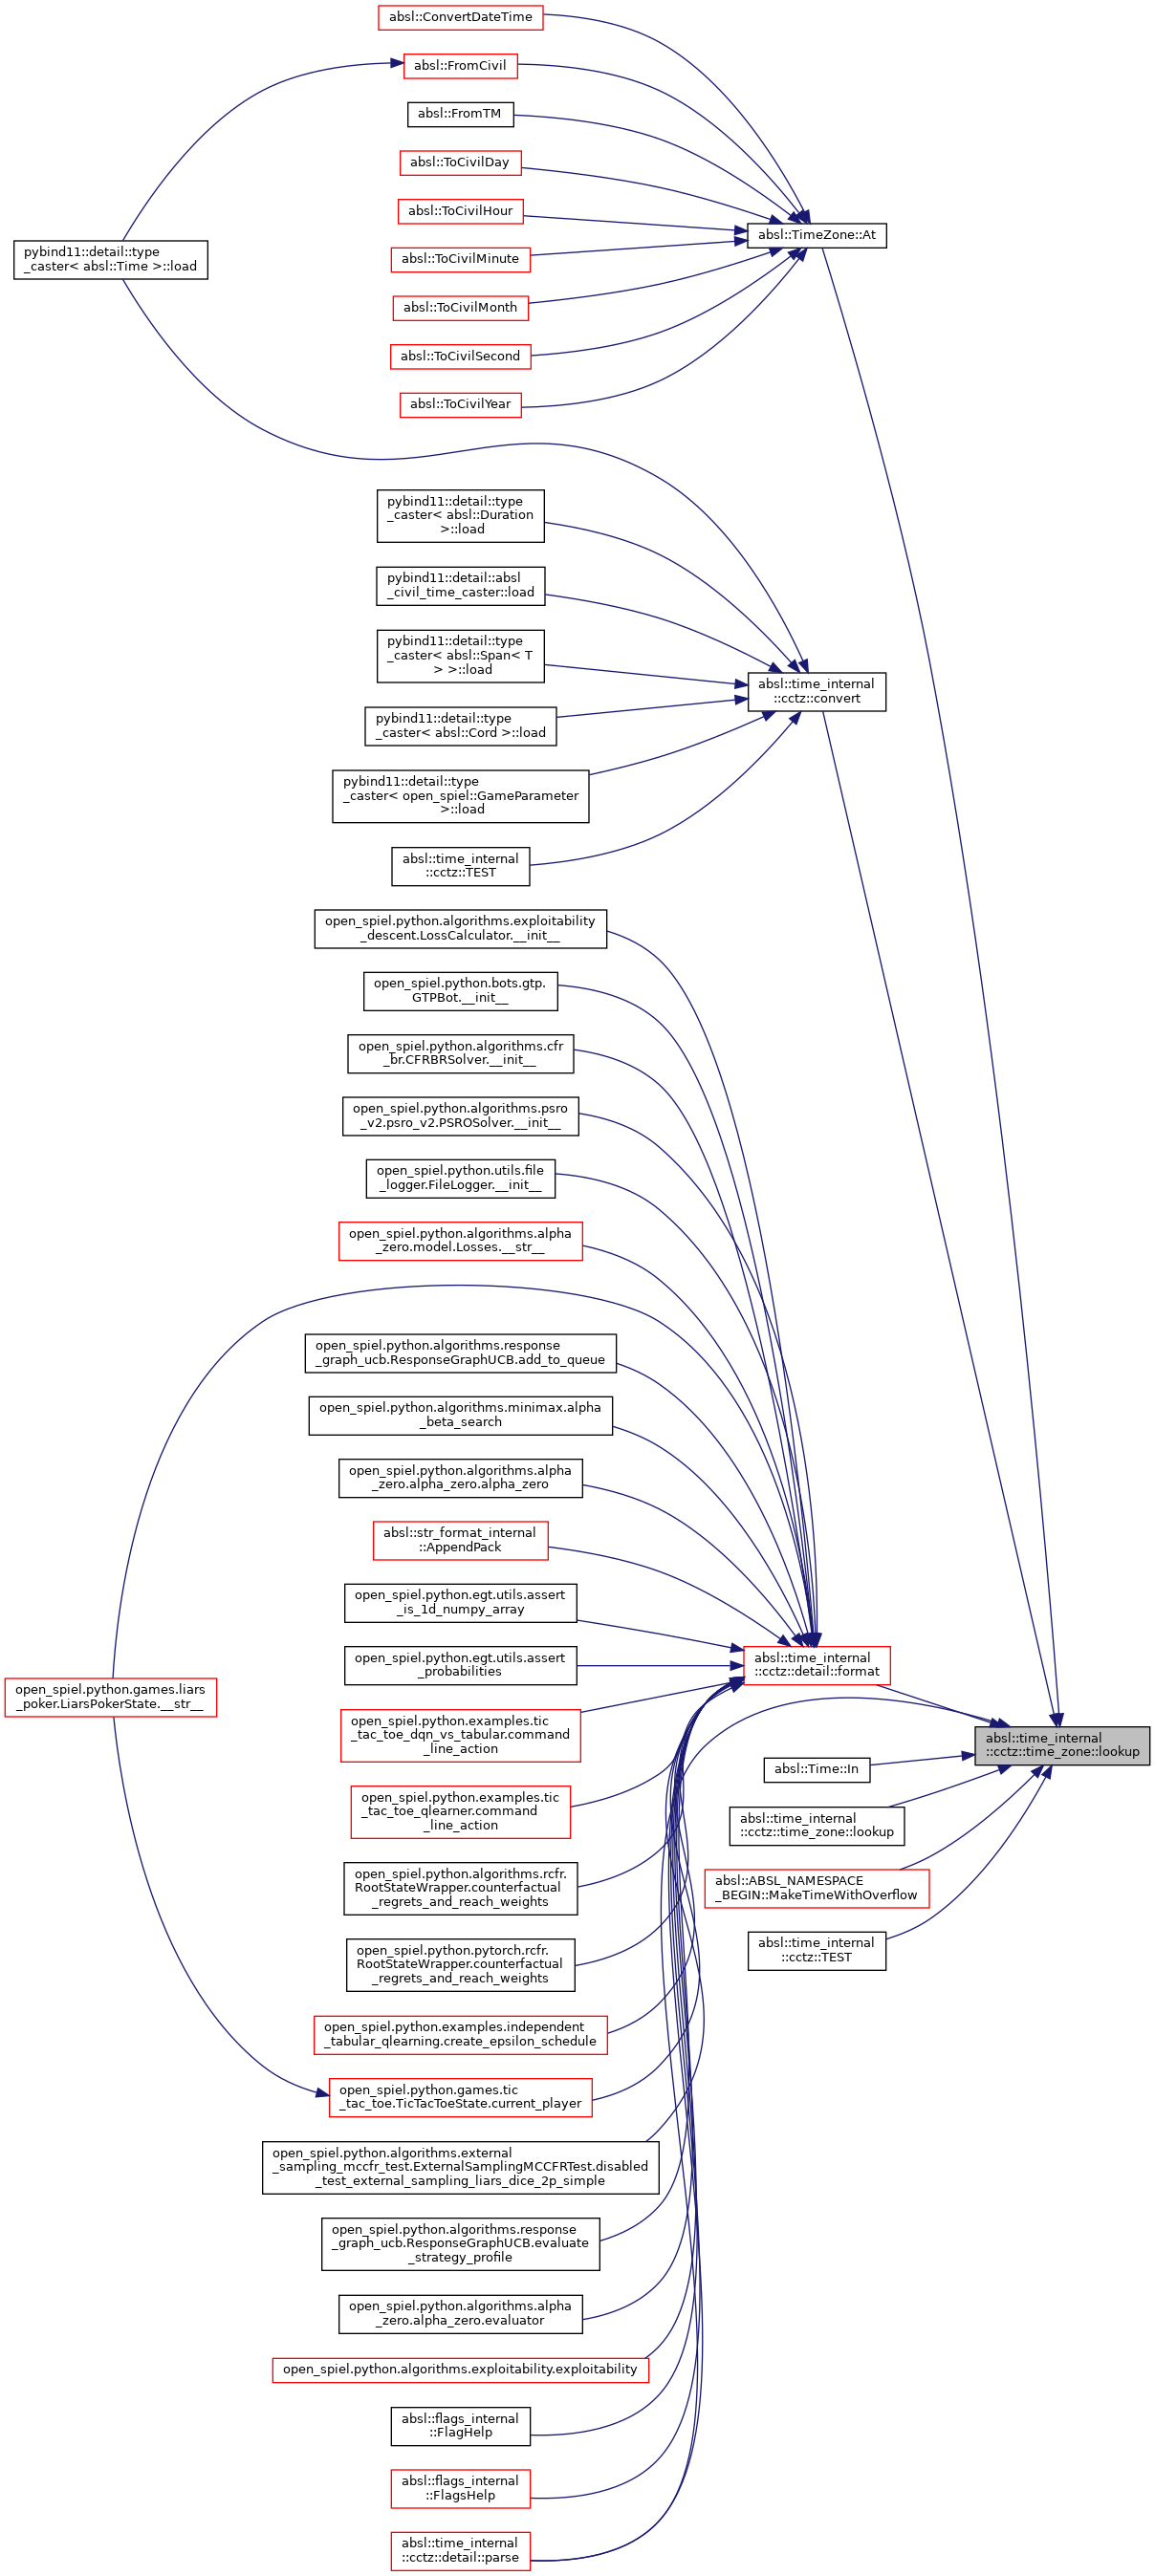 absl::ConvertDateTime
absl::FromCivil
absl::FromTM
absl::ToCivilDay
absl::ToCivilHour
absl::TimeZone::At
pybind11::detail::type
_caster< absl::Time >::load
absl::ToCivilMinute
absl::ToCivilMonth
absl::ToCivilSecond
absl::ToCivilYear
pybind11::detail::type
_caster< absl::Duration
>::load
pybind11::detail::absl
_civil_time_caster::load
pybind11::detail::type
_caster< absl::Span< T
> >::load
absl::time_internal
::cctz::convert
pybind11::detail::type
_caster< absl::Cord >::load
pybind11::detail::type
_caster< open_spiel::GameParameter
>::load
absl::time_internal
::cctz::TEST
open_spiel.python.algorithms.exploitability
_descent.LossCalculator.__init__
open_spiel.python.bots.gtp.
GTPBot.__init__
open_spiel.python.algorithms.cfr
_br.CFRBRSolver.__init__
open_spiel.python.algorithms.psro
_v2.psro_v2.PSROSolver.__init__
open_spiel.python.utils.file
_logger.FileLogger.__init__
open_spiel.python.algorithms.alpha
_zero.model.Losses.__str__
open_spiel.python.algorithms.response
_graph_ucb.ResponseGraphUCB.add_to_queue
open_spiel.python.algorithms.minimax.alpha
_beta_search
open_spiel.python.algorithms.alpha
_zero.alpha_zero.alpha_zero
absl::str_format_internal
::AppendPack
open_spiel.python.egt.utils.assert
_is_1d_numpy_array
open_spiel.python.egt.utils.assert
_probabilities
absl::time_internal
::cctz::detail::format
open_spiel.python.games.liars
_poker.LiarsPokerState.__str__
open_spiel.python.examples.tic
_tac_toe_dqn_vs_tabular.command
_line_action
absl::time_internal
::cctz::time_zone::lookup
absl::Time::In
open_spiel.python.examples.tic
_tac_toe_qlearner.command
_line_action
absl::time_internal
::cctz::time_zone::lookup
open_spiel.python.algorithms.rcfr.
RootStateWrapper.counterfactual
_regrets_and_reach_weights
absl::ABSL_NAMESPACE
_BEGIN::MakeTimeWithOverflow
open_spiel.python.pytorch.rcfr.
RootStateWrapper.counterfactual
_regrets_and_reach_weights
absl::time_internal
::cctz::TEST
open_spiel.python.examples.independent
_tabular_qlearning.create_epsilon_schedule
open_spiel.python.games.tic
_tac_toe.TicTacToeState.current_player
open_spiel.python.algorithms.external
_sampling_mccfr_test.ExternalSamplingMCCFRTest.disabled
_test_external_sampling_liars_dice_2p_simple
open_spiel.python.algorithms.response
_graph_ucb.ResponseGraphUCB.evaluate
_strategy_profile
open_spiel.python.algorithms.alpha
_zero.alpha_zero.evaluator
open_spiel.python.algorithms.exploitability.exploitability
absl::flags_internal
::FlagHelp
absl::flags_internal
::FlagsHelp
absl::time_internal
::cctz::detail::parse